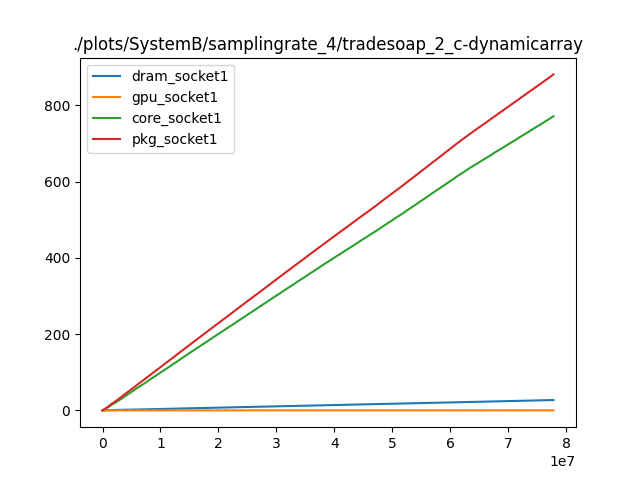 ./plots/SystemB/samplingrate_4/tradesoap_2_c-dynamicarray
dram_socket1
gpu_socket1
core_socket1
pkg_socket1
800
600
400
200
0
0 1 2 3 4 5 6 7 8
1e7